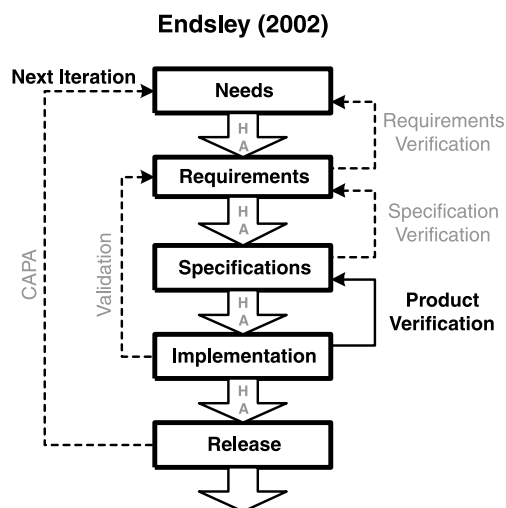 Endsley (2002)
Next Iteration
Needs
H
A
Requirements
Verification
Requirements
H
A
Specification
Verification
Specifications
CAPA
Validation
H
A
Product
Verification
Implementation
H
A
Release